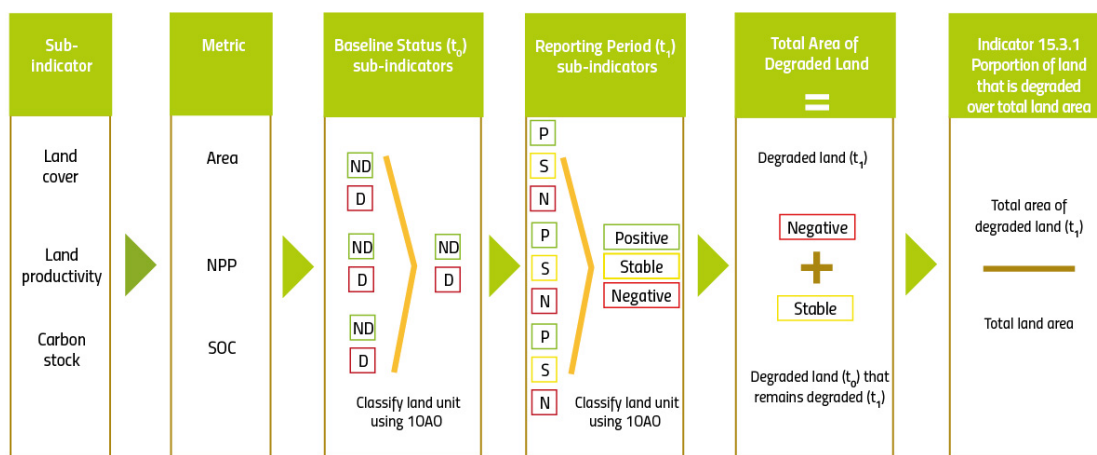 Sub-
indicator
Land
cover
Land
productivity
Carbon
stock
Metric
Area
NPP
SOC
Baseline Status (t0)
sub-indicators
ND
D
ND
D
ND
D
ND
D
Classify land unit
using 1OAO
Reporting Period (t1)
sub-indicators
P
S
N
P
S
N
P
S
N
Positive
Stable
Negative
Classify land unit
using 1OAO
Total Area of
Degraded Land
=
Degraded land (t1)
Negative
+
Stable
Degraded land (t0) that
remains degraded (t1)
Indicator 15.3.1
Porportion of land
that is degraded
over total land area
Total area of
degraded land (t1)
Total land area